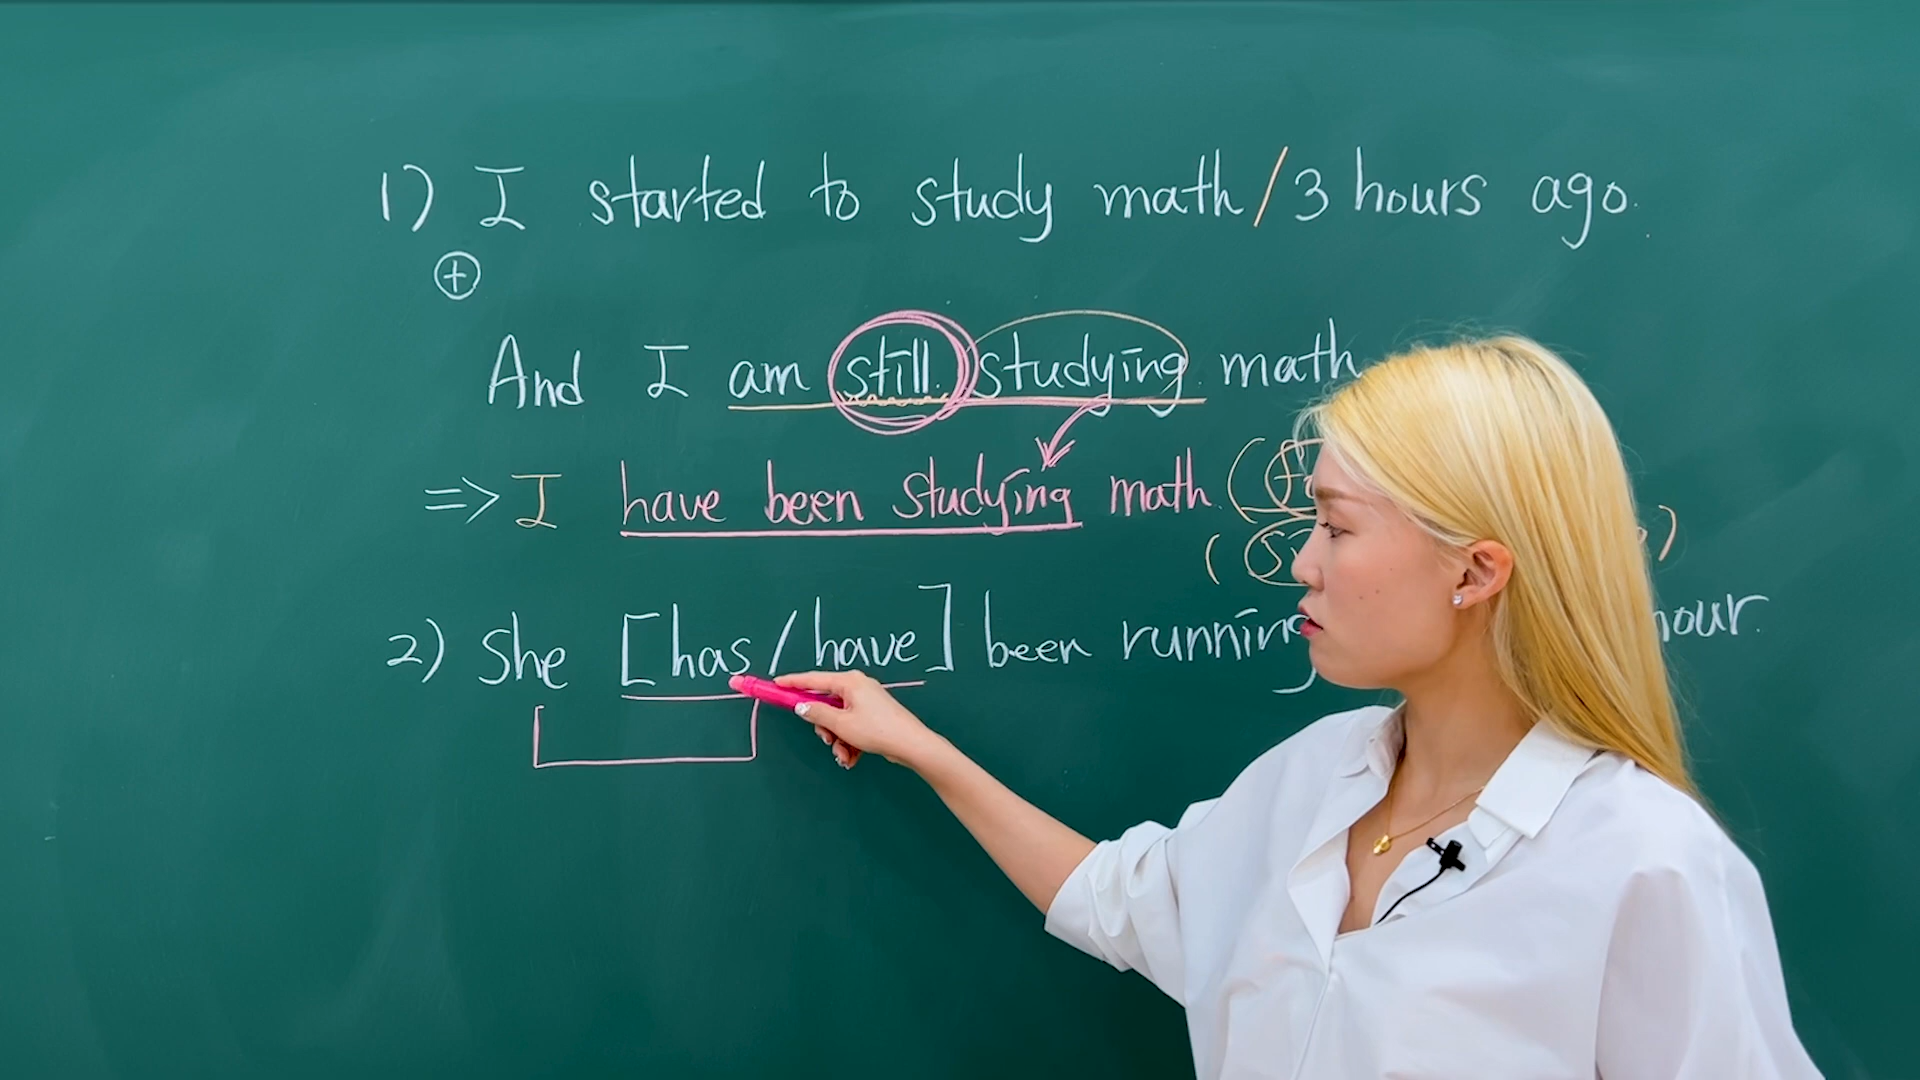 1) I started to study math / 3 hours ago.
+
And I am still studying math
=> I have been studying math (
(
2) She [has / have] been running hour.